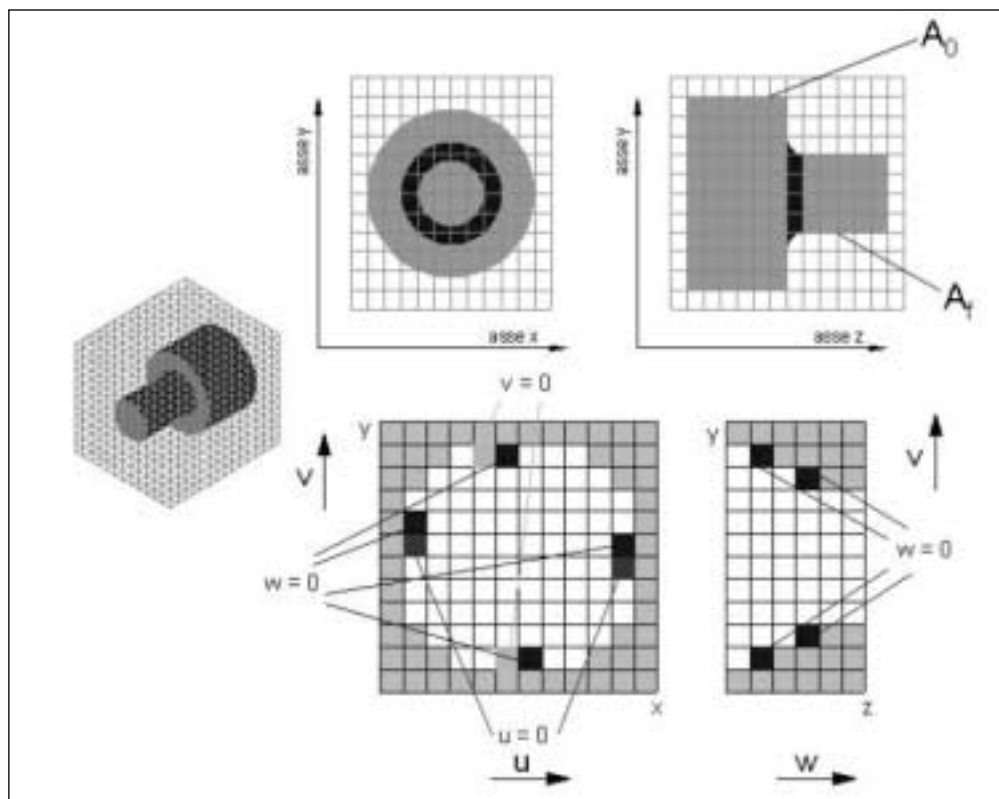 A₀
asse y
asse y
A₁
asse x
asse z
v = 0
y
y
v
v
w = 0
w = 0
x
z
u = 0
u
w